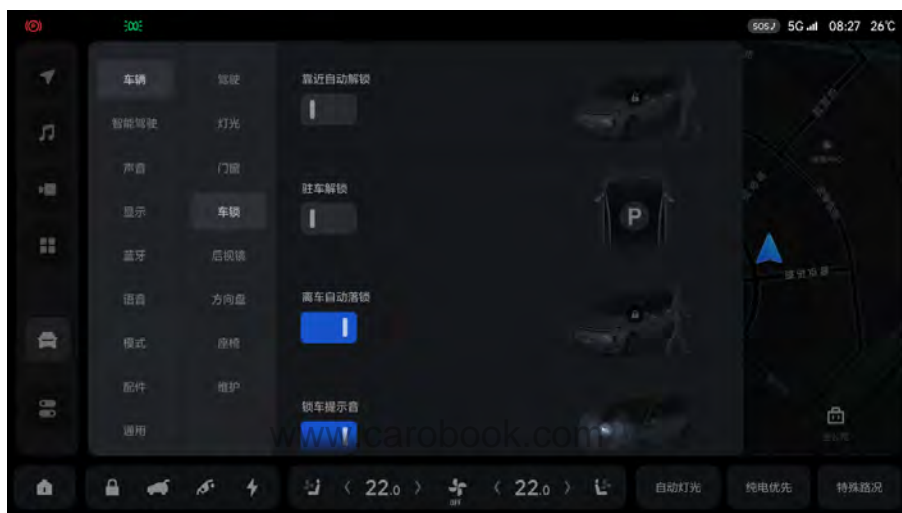 SOS 5G 08:27 26℃
车辆
智能驾驶
声音
显示
蓝牙
语音
模式
配件
通用
驾驶
灯光
门窗
车锁
后视镜
方向盘
座椅
维护
靠近自动解锁
驻车解锁
P
离车自动落锁
锁车提示音
www.carobook.com
22.0
OFF
22.0
自动灯光
纯电优先
特殊路况